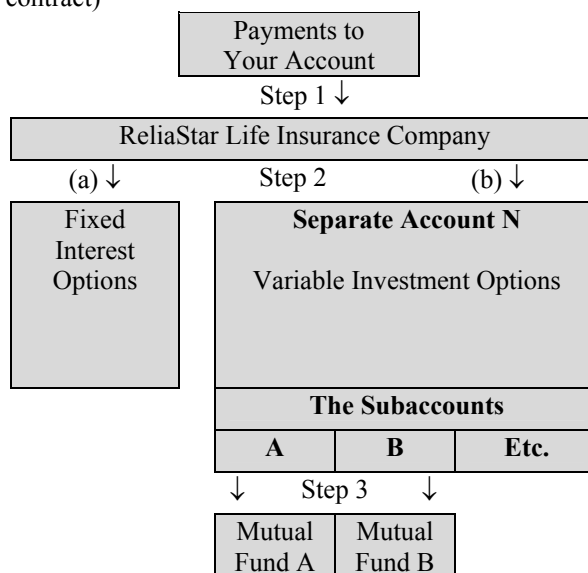 contract)
Payments to
Your Account
Step 1 ↓
ReliaStar Life Insurance Company
(a) ↓ Step 2 (b) ↓
Fixed
Interest
Options
Separate Account N
Variable Investment Options
The Subaccounts
A B Etc.
↓ Step 3 ↓
Mutual
Fund A
Mutual
Fund B